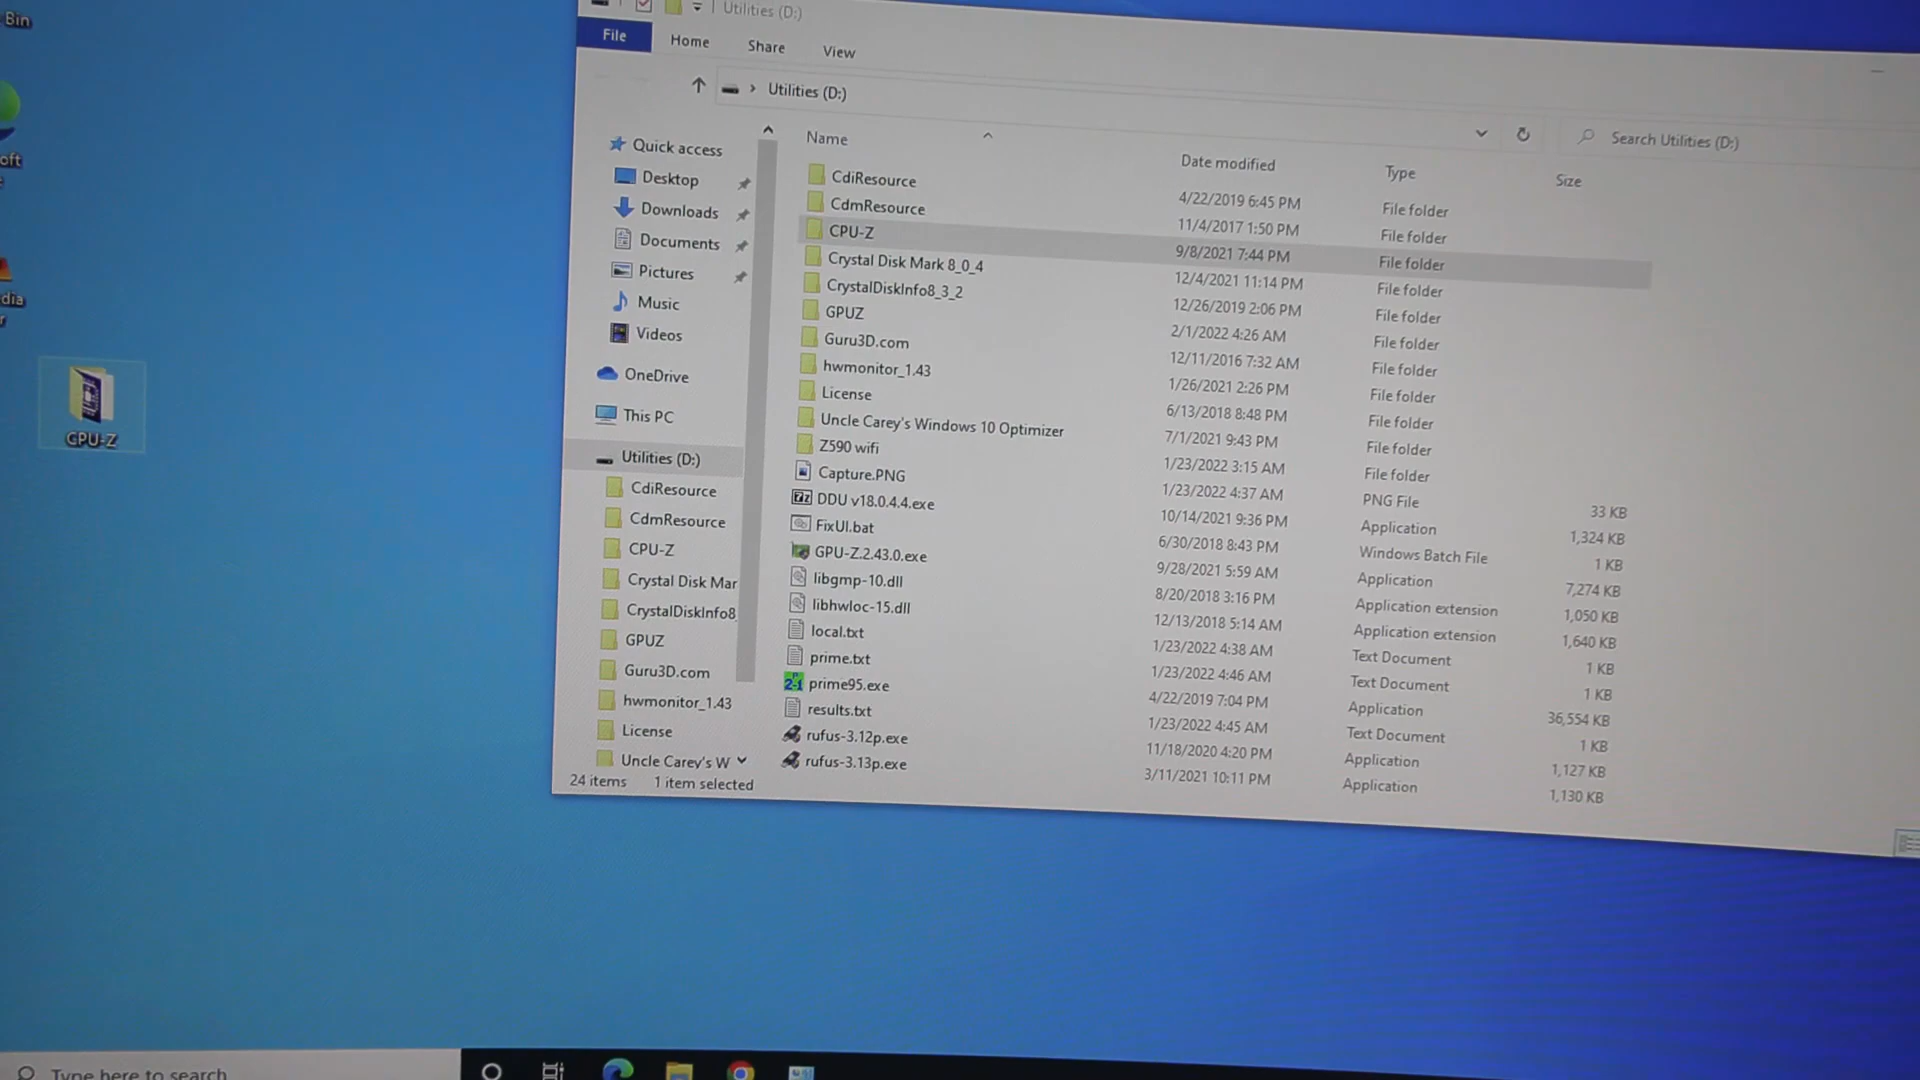 Utilities (D:)
File Home Share View
Utilities (D:)
Search Utilities (D:)
Name Date modified Type Size
Quick access
Desktop
Downloads
Documents
Pictures
Music
Videos
OneDrive
This PC
Utilities (D:)
CdiResource
CdmResource
CPU-Z
Crystal Disk Mar
CrystalDiskInfo8_
GPUZ
Guru3D.com
hwmonitor_1.43
License
Uncle Carey's W
CdiResource 4/22/2019 6:45 PM File folder
CdmResource 11/4/2017 1:50 PM File folder
CPU-Z 9/8/2021 7:44 PM File folder
Crystal Disk Mark 8_0_4 12/4/2021 11:14 PM File folder
CrystalDiskInfo8_3_2 12/26/2019 2:06 PM File folder
GPUZ 2/1/2022 4:26 AM File folder
Guru3D.com 12/11/2016 7:32 AM File folder
hwmonitor_1.43 1/26/2021 2:26 PM File folder
License 6/13/2018 8:48 PM File folder
Uncle Carey's Windows 10 Optimizer 7/1/2021 9:43 PM File folder
Z590 wifi 1/23/2022 3:15 AM File folder
Capture.PNG 1/23/2022 4:37 AM PNG File 33 KB
DDU v18.0.4.4.exe 10/14/2021 9:36 PM Application 1,324 KB
FixUI.bat 6/30/2018 8:43 PM Windows Batch File 1 KB
GPU-Z.2.43.0.exe 9/28/2021 5:59 AM Application 7,274 KB
libgmp-10.dll 8/20/2018 3:16 PM Application extension 1,050 KB
libhwloc-15.dll 12/13/2018 5:14 AM Application extension 1,640 KB
local.txt 1/23/2022 4:38 AM Text Document 1 KB
prime.txt 1/23/2022 4:46 AM Text Document 1 KB
prime95.exe 4/22/2019 7:04 PM Application 36,554 KB
results.txt 1/23/2022 4:45 AM Text Document 1 KB
rufus-3.12p.exe 11/18/2020 4:20 PM Application 1,127 KB
rufus-3.13p.exe 3/11/2021 10:11 PM Application 1,130 KB
24 items 1 item selected
Bin
oft
dia
CPU-Z
Type here to search